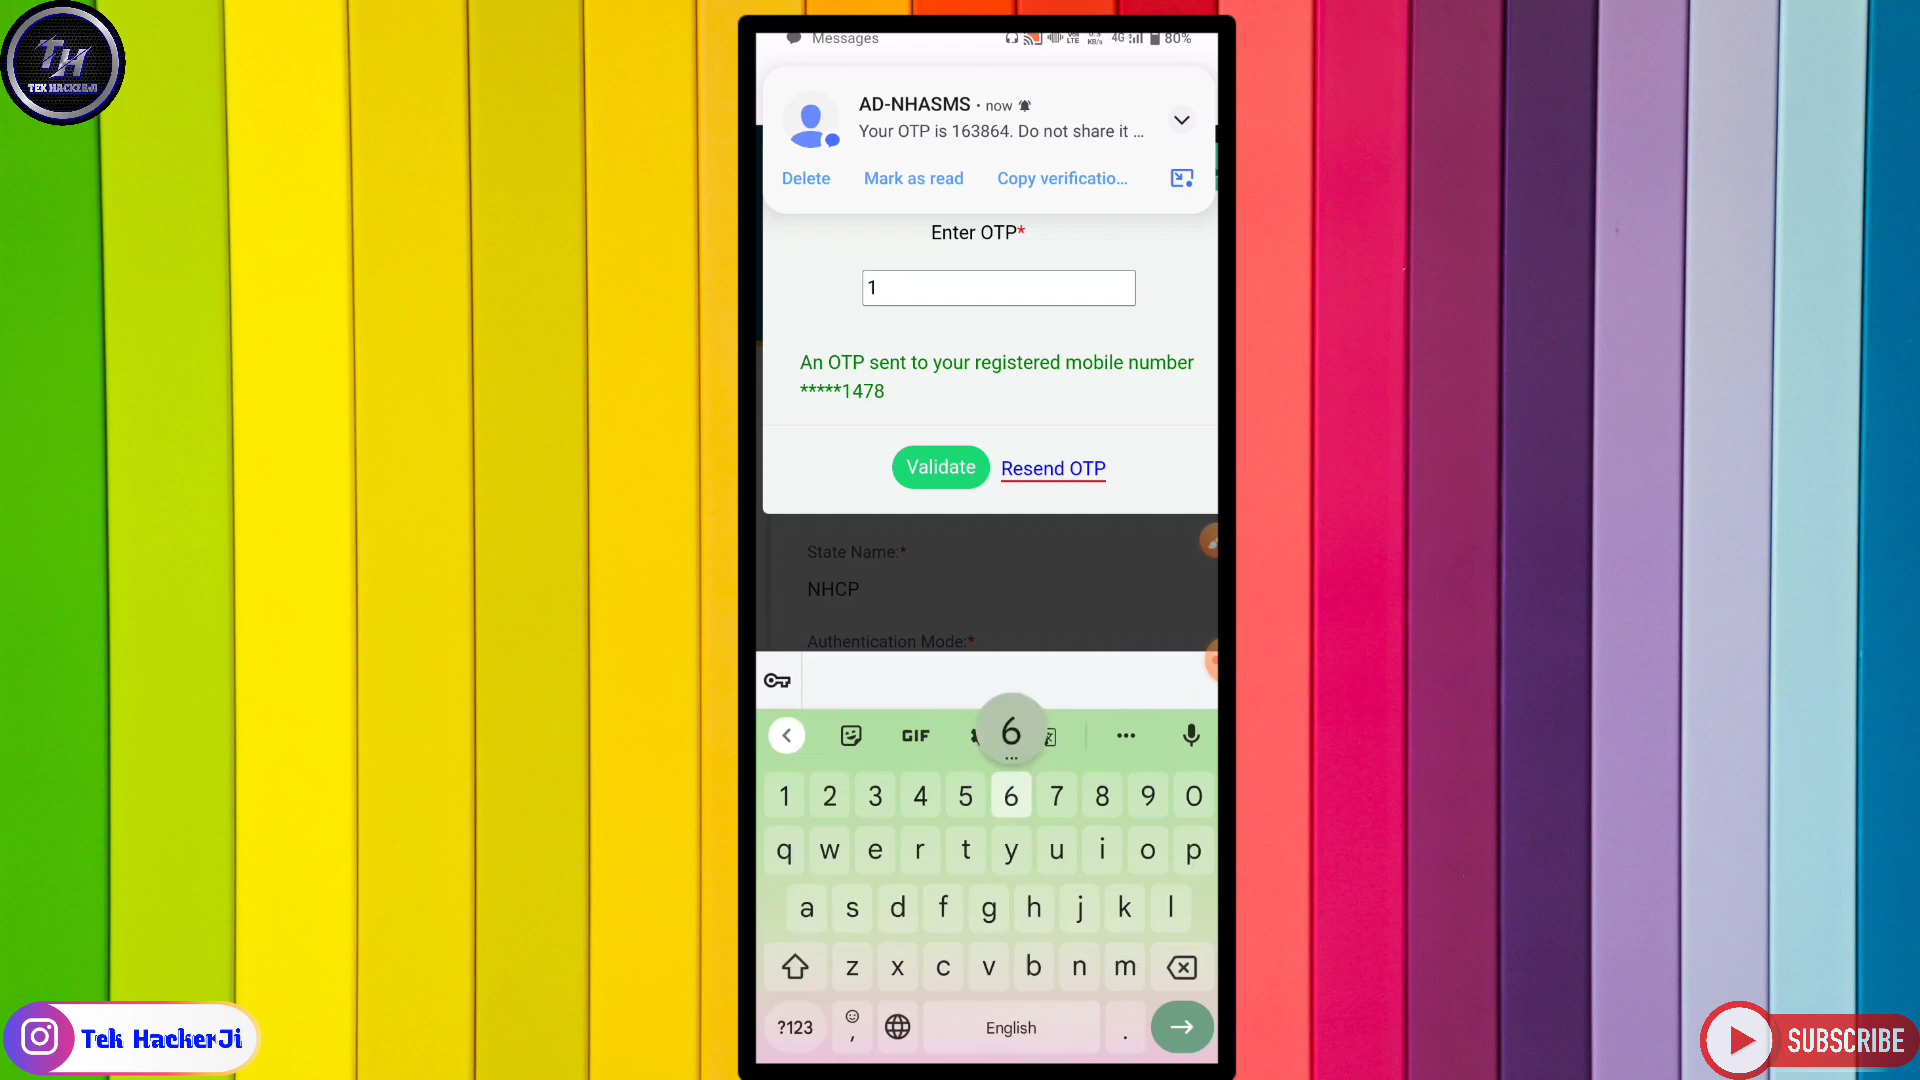 TH
TEK HACKERJI
Messages
4G 80%
AD-NHASMS • now
Your OTP is 163864. Do not share it ...
Delete Mark as read Copy verificatio...
Enter OTP*
1
An OTP sent to your registered mobile number
*****1478
Validate Resend OTP
State Name:*
NHCP
Authentication Mode:*
GIF 6 ...
1 2 3 4 5 6 7 8 9 0
q w e r t y u i o p
a s d f g h j k l
z x c v b n m
?123 , English .
Tek HackerJi
SUBSCRIBE